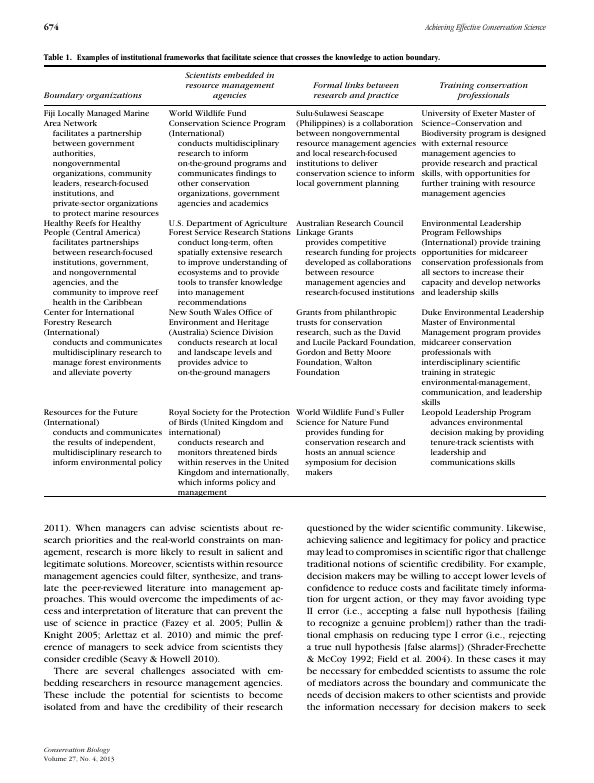 674
Achieving Effective Conservation Science
Table 1. Examples of institutional frameworks that facilitate science that crosses the knowledge to action boundary.
Boundary organizations
Scientists embedded in
resource management
agencies
Formal links between
research and practice
Training conservation
professionals
Fiji Locally Managed Marine
Area Network
facilitates a partnership
between government
authorities,
nongovernmental
organizations, community
leaders, research-focused
institutions, and
private-sector organizations
to protect marine resources
World Wildlife Fund
Conservation Science Program
(International)
conducts multidisciplinary
research to inform
on-the-ground programs and
communicates findings to
other conservation
organizations, government
agencies and academics
Sulu-Sulawesi Seascape
(Philippines) is a collaboration
between nongovernmental
resource management agencies
and local research-focused
institutions to deliver
conservation science to inform
local government planning
University of Exeter Master of
Science–Conservation and
Biodiversity program is designed
with external resource
management agencies to
provide research and practical
skills, with opportunities for
further training with resource
management agencies
Healthy Reefs for Healthy
People (Central America)
facilitates partnerships
between research-focused
institutions, government,
and nongovernmental
agencies, and the
community to improve reef
health in the Caribbean
U.S. Department of Agriculture
Forest Service Research Stations
conduct long-term, often
spatially extensive research
to improve understanding of
ecosystems and to provide
tools to transfer knowledge
into management
recommendations
Australian Research Council
Linkage Grants
provides competitive
research funding for projects
developed as collaborations
between resource
management agencies and
research-focused institutions
Environmental Leadership
Program Fellowships
(International) provide training
opportunities for midcareer
conservation professionals from
all sectors to increase their
capacity and develop networks
and leadership skills
Center for International
Forestry Research
(International)
conducts and communicates
multidisciplinary research to
manage forest environments
and alleviate poverty
New South Wales Office of
Environment and Heritage
(Australia) Science Division
conducts research at local
and landscape levels and
provides advice to
on-the-ground managers
Grants from philanthropic
trusts for conservation
research, such as the David
and Lucile Packard Foundation,
Gordon and Betty Moore
Foundation, Walton
Foundation
Duke Environmental Leadership
Master of Environmental
Management program provides
midcareer conservation
professionals with
interdisciplinary scientific
training in strategic
environmental-management,
communication, and leadership
skills
Resources for the Future
(International)
conducts and communicates
the results of independent,
multidisciplinary research to
inform environmental policy
Royal Society for the Protection
of Birds (United Kingdom and
international)
conducts research and
monitors threatened birds
within reserves in the United
Kingdom and internationally,
which informs policy and
management
World Wildlife Fund's Fuller
Science for Nature Fund
provides funding for
conservation research and
hosts an annual science
symposium for decision
makers
Leopold Leadership Program
advances environmental
decision making by providing
tenure-track scientists with
leadership and
communications skills
2011). When managers can advise scientists about re-
search priorities and the real-world constraints on man-
agement, research is more likely to result in salient and
legitimate solutions. Moreover, scientists within resource
management agencies could filter, synthesize, and trans-
late the peer-reviewed literature into management ap-
proaches. This would overcome the impediments of ac-
cess and interpretation of literature that can prevent the
use of science in practice (Fazey et al. 2005; Pullin &
Knight 2005; Arlettaz et al. 2010) and mimic the pref-
erence of managers to seek advice from scientists they
consider credible (Seavy & Howell 2010).
There are several challenges associated with em-
bedding researchers in resource management agencies.
These include the potential for scientists to become
isolated from and have the credibility of their research
questioned by the wider scientific community. Likewise,
achieving salience and legitimacy for policy and practice
may lead to compromises in scientific rigor that challenge
traditional notions of scientific credibility. For example,
decision makers may be willing to accept lower levels of
confidence to reduce costs and facilitate timely informa-
tion for urgent action, or they may favor avoiding type
II error (i.e., accepting a false null hypothesis [failing
to recognize a genuine problem]) rather than the tradi-
tional emphasis on reducing type I error (i.e., rejecting
a true null hypothesis [false alarms]) (Shrader-Frechette
& McCoy 1992; Field et al. 2004). In these cases it may
be necessary for embedded scientists to assume the role
of mediators across the boundary and communicate the
needs of decision makers to other scientists and provide
the information necessary for decision makers to seek
Conservation Biology
Volume 27, No. 4, 2013